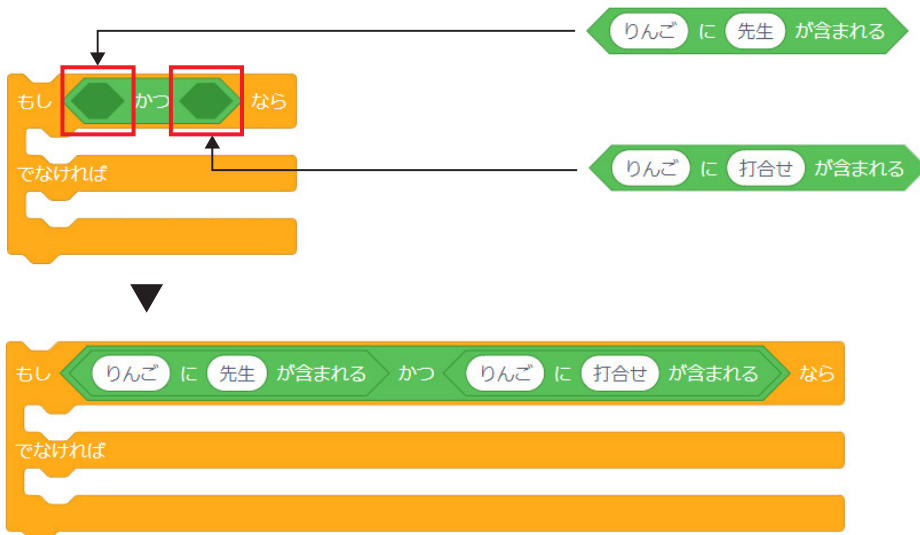 りんご に 先生 が含まれる
もし かつ なら
りんご に 打合せ が含まれる
でなければ
もし りんご に 先生 が含まれる かつ りんご に 打合せ が含まれる なら
でなければ